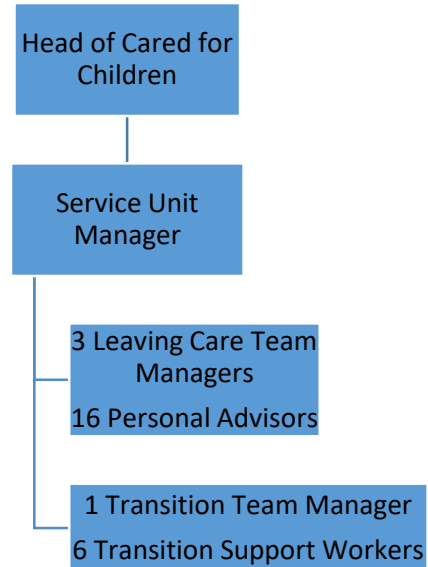 Head of Cared for
Children
Service Unit
Manager
3 Leaving Care Team
Managers
16 Personal Advisors
1 Transition Team Manager
6 Transition Support Workers